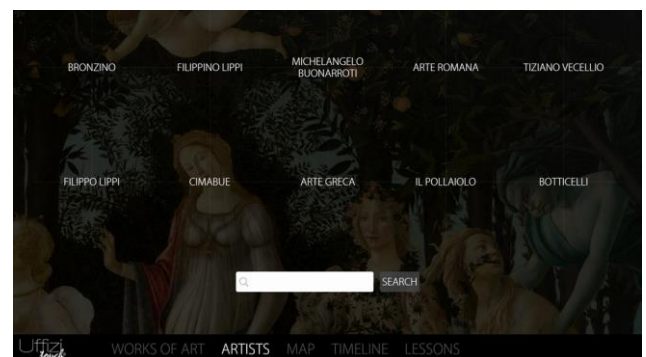 BRONZINO
FILIPPINO LIPPI
MICHELANGELO
BUONARROTI
ARTE ROMANA
TIZIANO VECELLIO
FILIPPO LIPPI
CIMABUE
ARTE GRECA
IL POLLAIOLO
BOTTICELLI
SEARCH
Uffizi
touch
WORKS OF ART
ARTISTS
MAP
TIMELINE
LESSONS